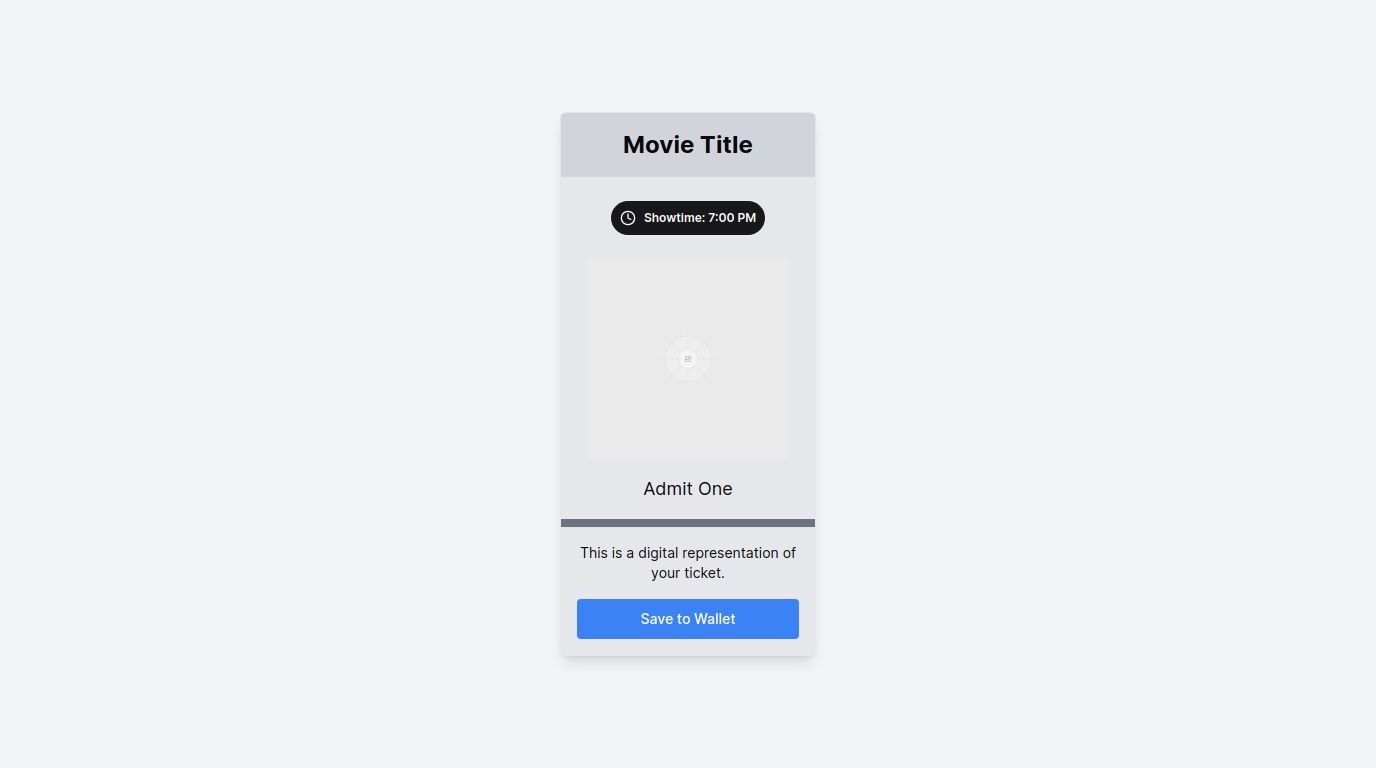 Movie Title
Showtime: 7:00 PM
Admit One
This is a digital representation of
your ticket.
Save to Wallet